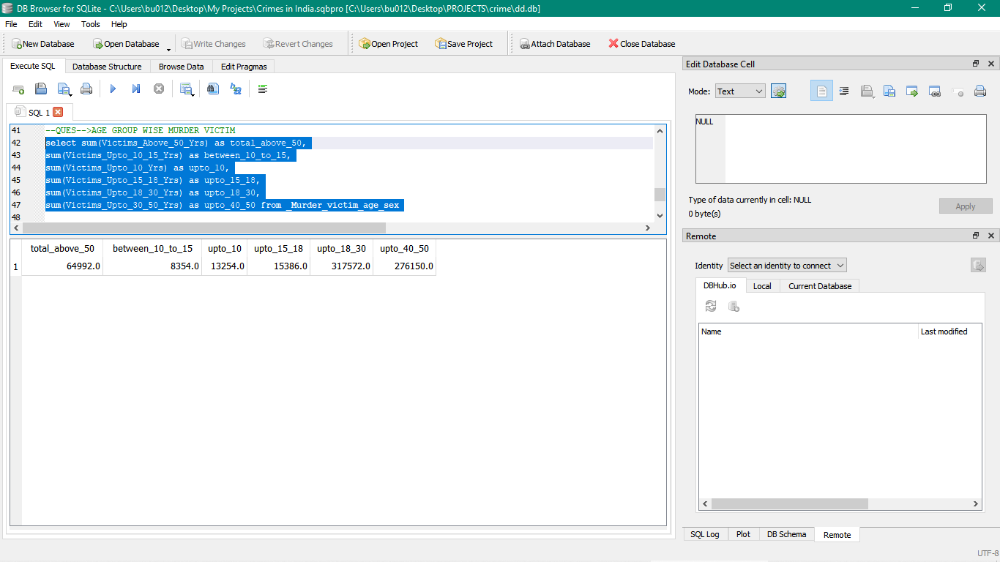 DB Browser for SQLite - C:\Users\bu012\Desktop\My Projects\Crimes in India.sqbpro [C:\Users\bu012\Desktop\PROJECTS\crime\dd.db]
File Edit View Tools Help
New Database Open Database Write Changes Revert Changes Open Project Save Project Attach Database Close Database
Execute SQL Database Structure Browse Data Edit Pragmas
SQL 1
41 --QUES-->AGE GROUP WISE MURDER VICTIM
42 select sum(Victims_Above_50_Yrs) as total_above_50,
43 sum(Victims_Upto_10_15_Yrs) as between_10_to_15,
44 sum(Victims_Upto_10_Yrs) as upto_10,
45 sum(Victims_Upto_15_18_Yrs) as upto_15_18,
46 sum(Victims_Upto_18_30_Yrs) as upto_18_30,
47 sum(Victims_Upto_30_50_Yrs) as upto_40_50 from _Murder_victim_age_sex
48
total_above_50 between_10_to_15 upto_10 upto_15_18 upto_18_30 upto_40_50
1 64992.0 8354.0 13254.0 15386.0 317572.0 276150.0
Edit Database Cell
Mode: Text
NULL
Type of data currently in cell: NULL
0 byte(s)
Apply
Remote
Identity Select an identity to connect
DBHub.io Local Current Database
Name Last modified
SQL Log Plot DB Schema Remote
UTF-8